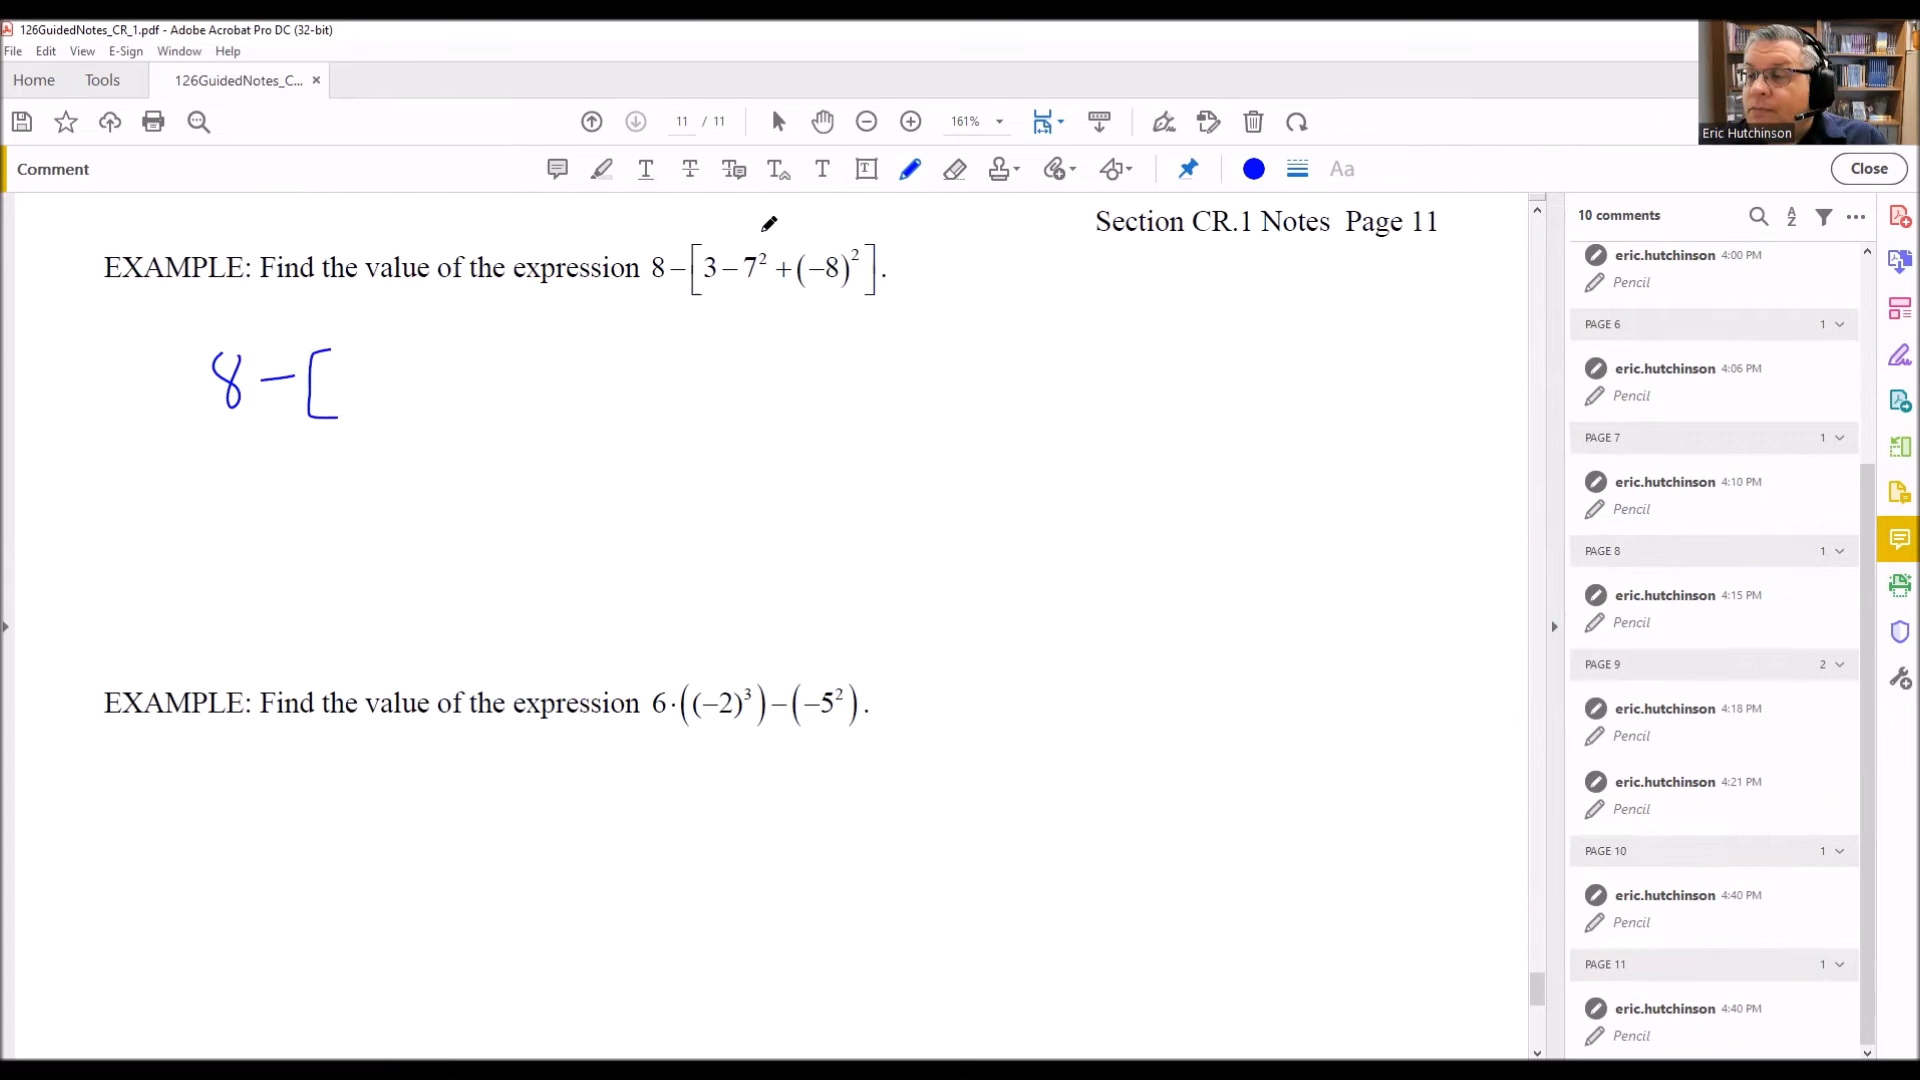 126GuidedNotes_CR_1.pdf - Adobe Acrobat Pro DC (32-bit)
File Edit View E-Sign Window Help
Home Tools 126GuidedNotes_C... ×
11 / 11 161%
Eric Hutchinson
Comment Aa Close
Section CR.1 Notes Page 11
EXAMPLE: Find the value of the expression 8 − [3 − 7² + (−8)²].
8 − [
EXAMPLE: Find the value of the expression 6 · ((−2)³) − (−5²).
10 comments
eric.hutchinson 4:00 PM
Pencil
PAGE 6 1
eric.hutchinson 4:06 PM
Pencil
PAGE 7 1
eric.hutchinson 4:10 PM
Pencil
PAGE 8 1
eric.hutchinson 4:15 PM
Pencil
PAGE 9 2
eric.hutchinson 4:18 PM
Pencil
eric.hutchinson 4:21 PM
Pencil
PAGE 10 1
eric.hutchinson 4:40 PM
Pencil
PAGE 11 1
eric.hutchinson 4:40 PM
Pencil